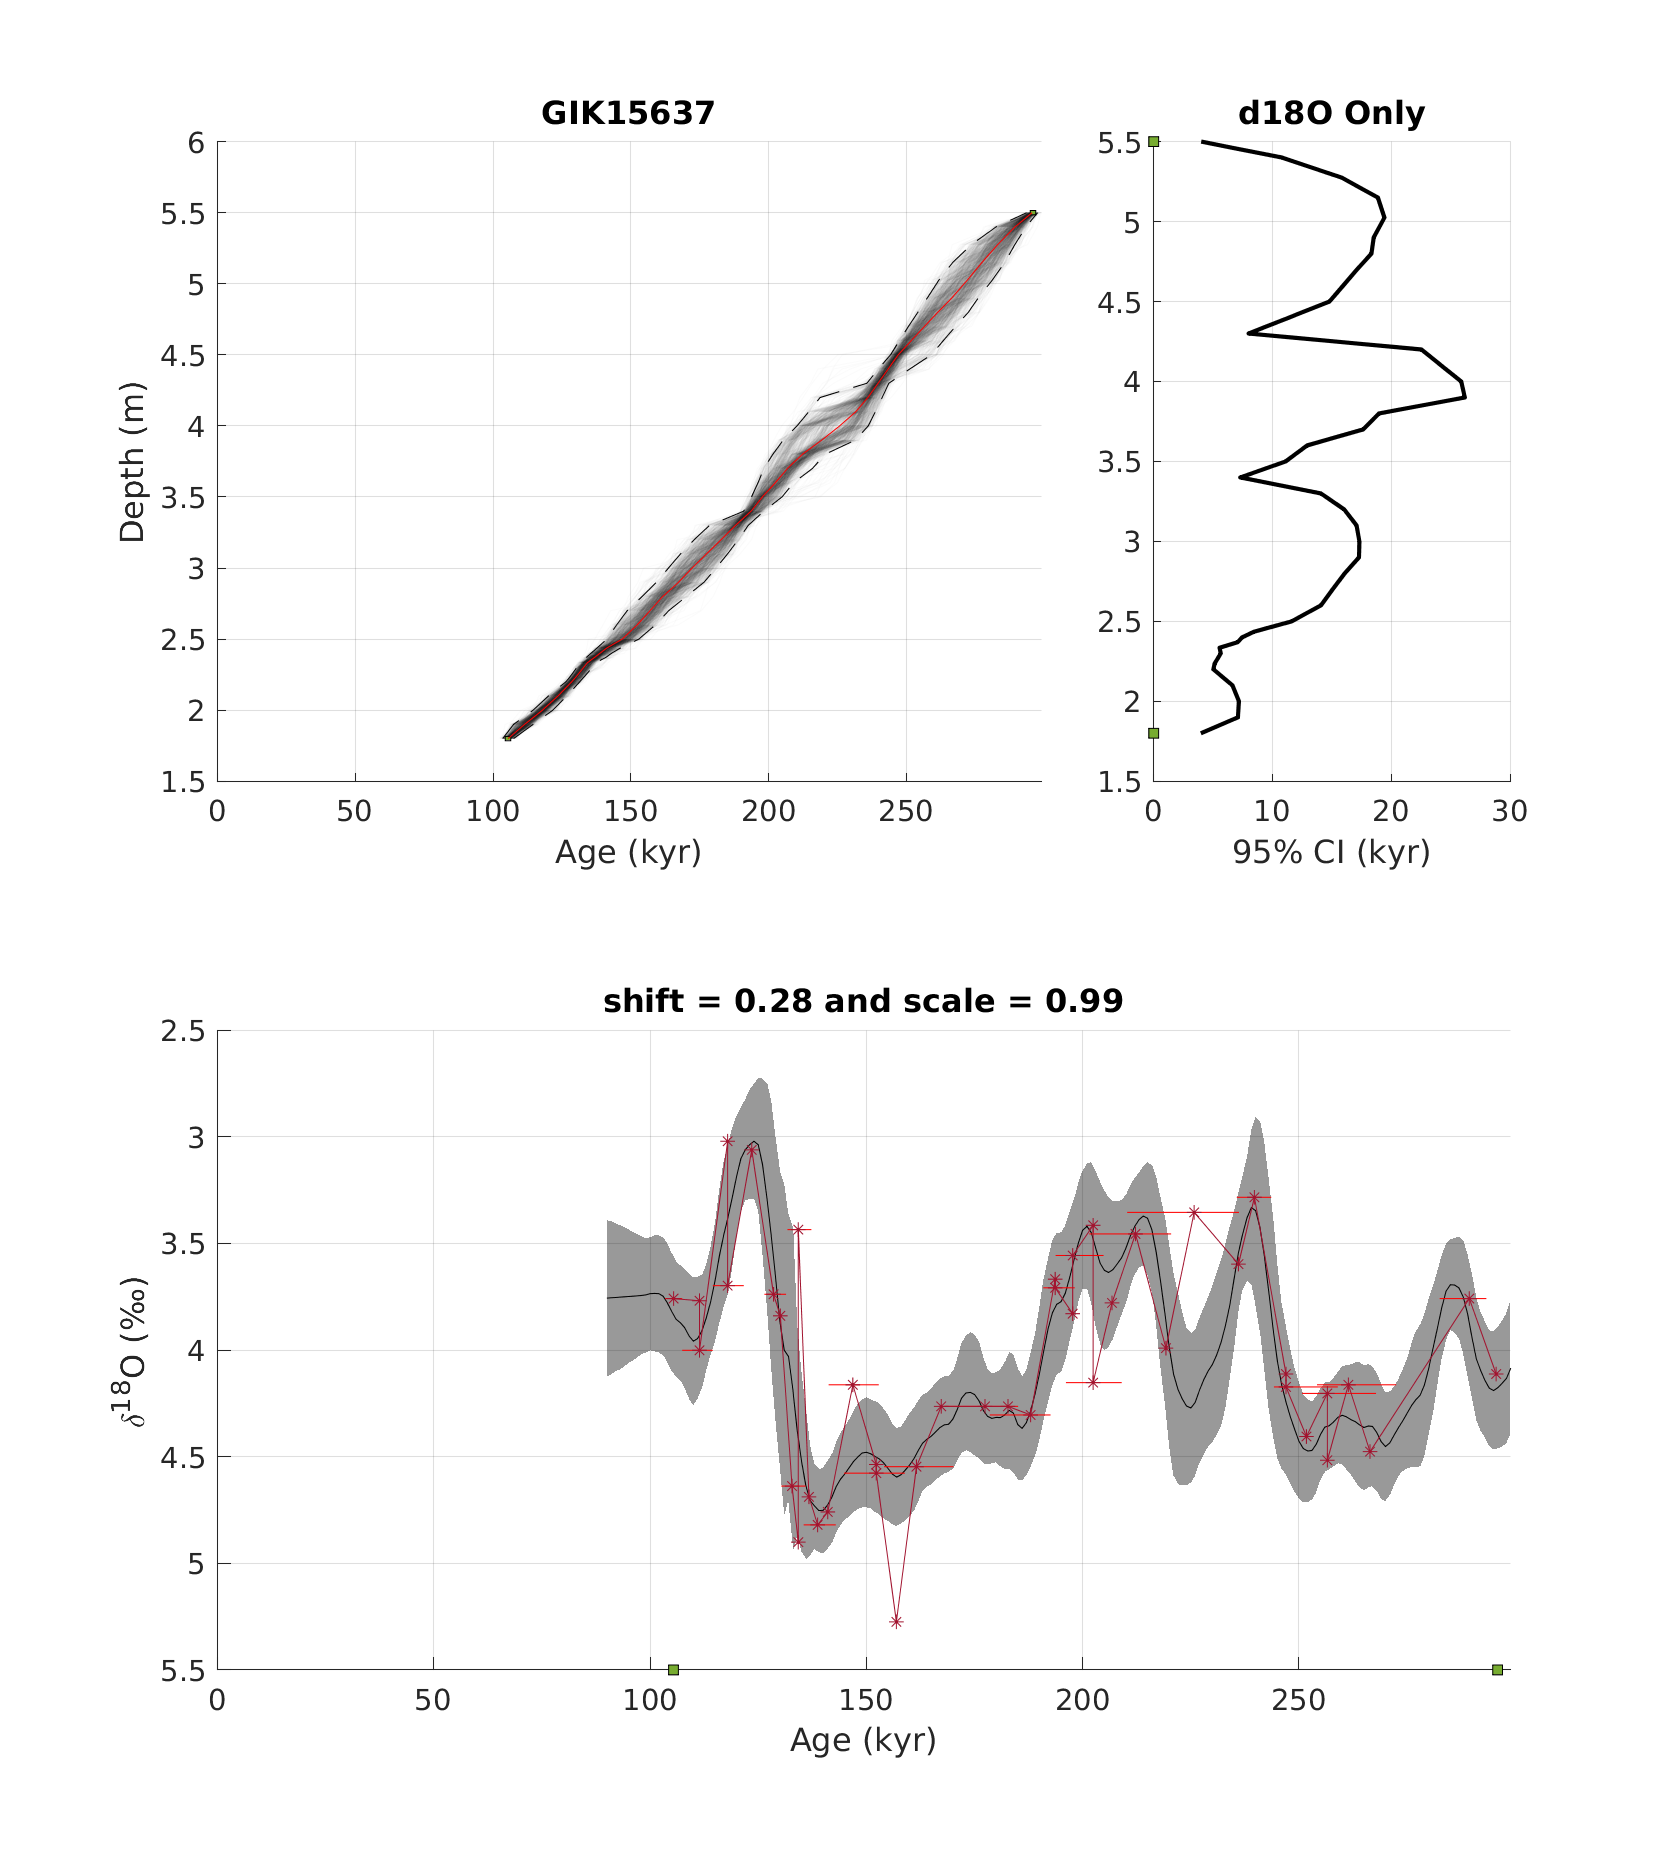 GIK15637
6
5.5
5
4.5
4
3.5
3
2.5
2
1.5
Depth (m)
0 50 100 150 200 250
Age (kyr)
d18O Only
5.5
5
4.5
4
3.5
3
2.5
2
1.5
0 10 20 30
95% CI (kyr)
shift = 0.28 and scale = 0.99
2.5
3
3.5
4
4.5
5
5.5
δ18O (‰)
0 50 100 150 200 250
Age (kyr)